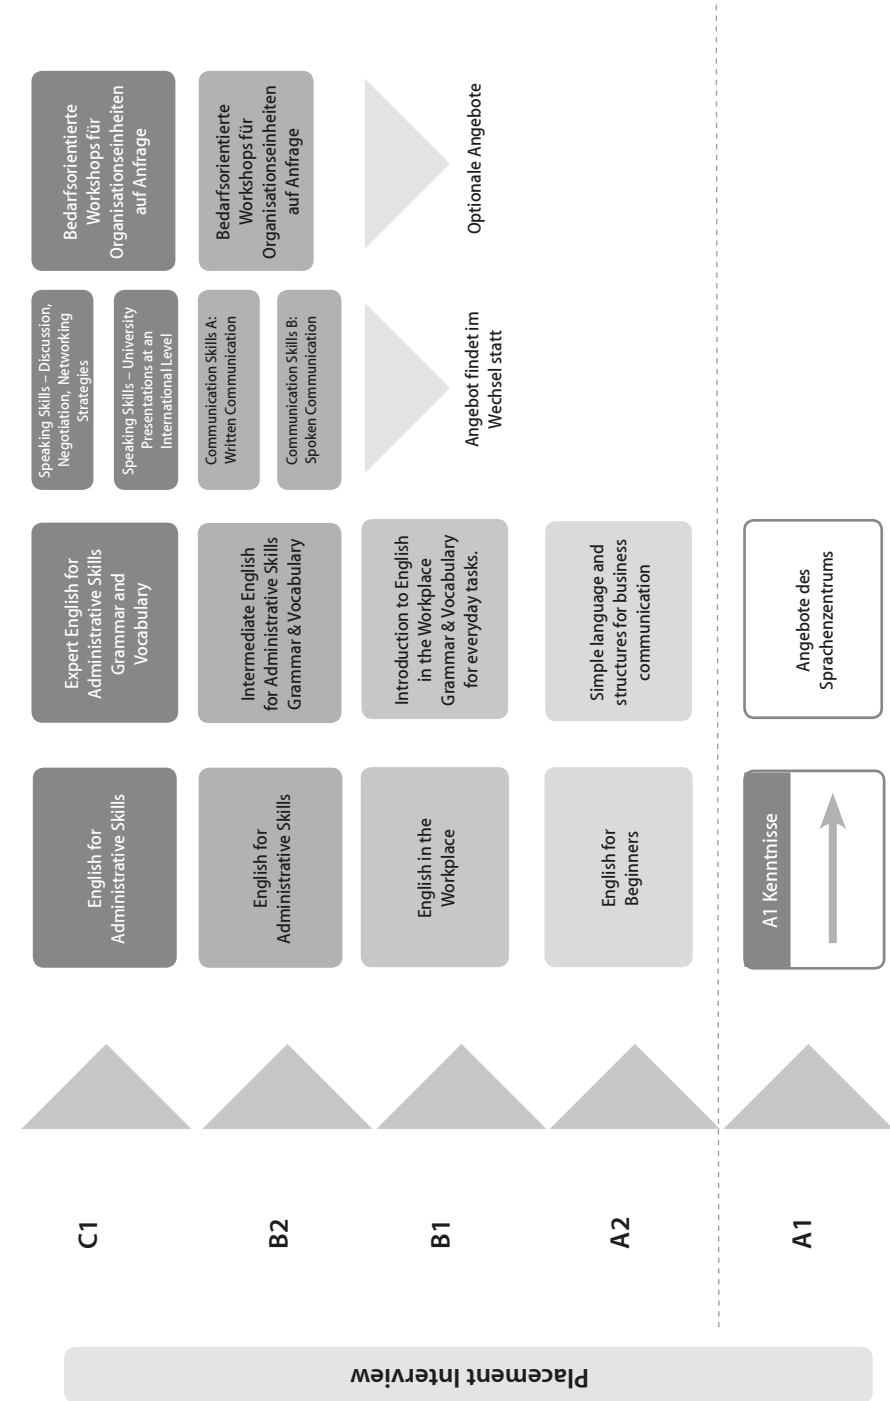 Placement Interview
C1
English for
Administrative Skills
Expert English for
Administrative Skills
Grammar and
Vocabulary
Speaking Skills – Discussion,
Negotiation, Networking
Strategies
Speaking Skills – University
Presentations at an
International Level
Bedarfsorientierte
Workshops für
Organisationseinheiten
auf Anfrage
B2
English for
Administrative Skills
Intermediate English
for Administrative Skills
Grammar & Vocabulary
Communication Skills A:
Written Communication
Communication Skills B:
Spoken Communication
Bedarfsorientierte
Workshops für
Organisationseinheiten
auf Anfrage
B1
English in the
Workplace
Introduction to English
in the Workplace
Grammar & Vocabulary
for everyday tasks.
Angebot findet im
Wechsel statt
Optionale Angebote
A2
English for
Beginners
Simple language and
structures for business
communication
A1
A1 Kenntnisse
Angebote des
Sprachenzentrums